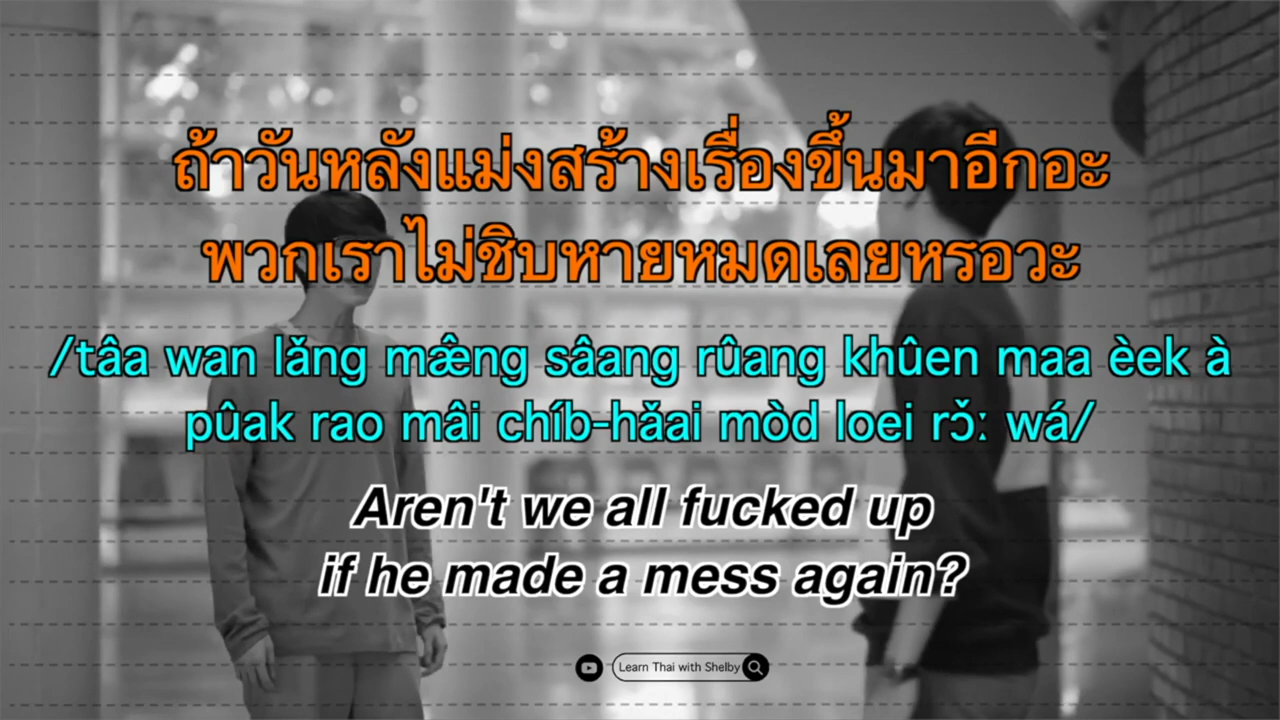 ถ้าวันหลังแม่งสร้างเรื่องขึ้นมาอีกอะ
พวกเราไม่ชิบหายหมดเลยหรอวะ
/tâa wan lǎng mæ̂ng sâang rûang khûen maa èek à
pûak rao mâi chíb-hǎai mòd loei rɔ̌ː wá/
Aren't we all fucked up
if he made a mess again?
Learn Thai with Shelby